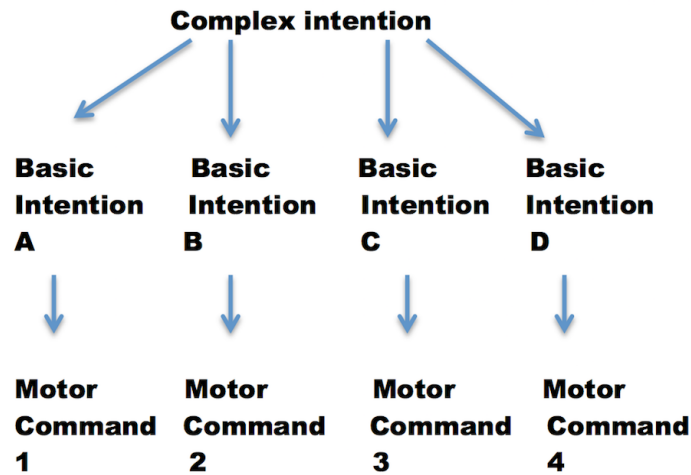 Complex intention
Basic Intention A
Basic Intention B
Basic Intention C
Basic Intention D
Motor Command 1
Motor Command 2
Motor Command 3
Motor Command 4